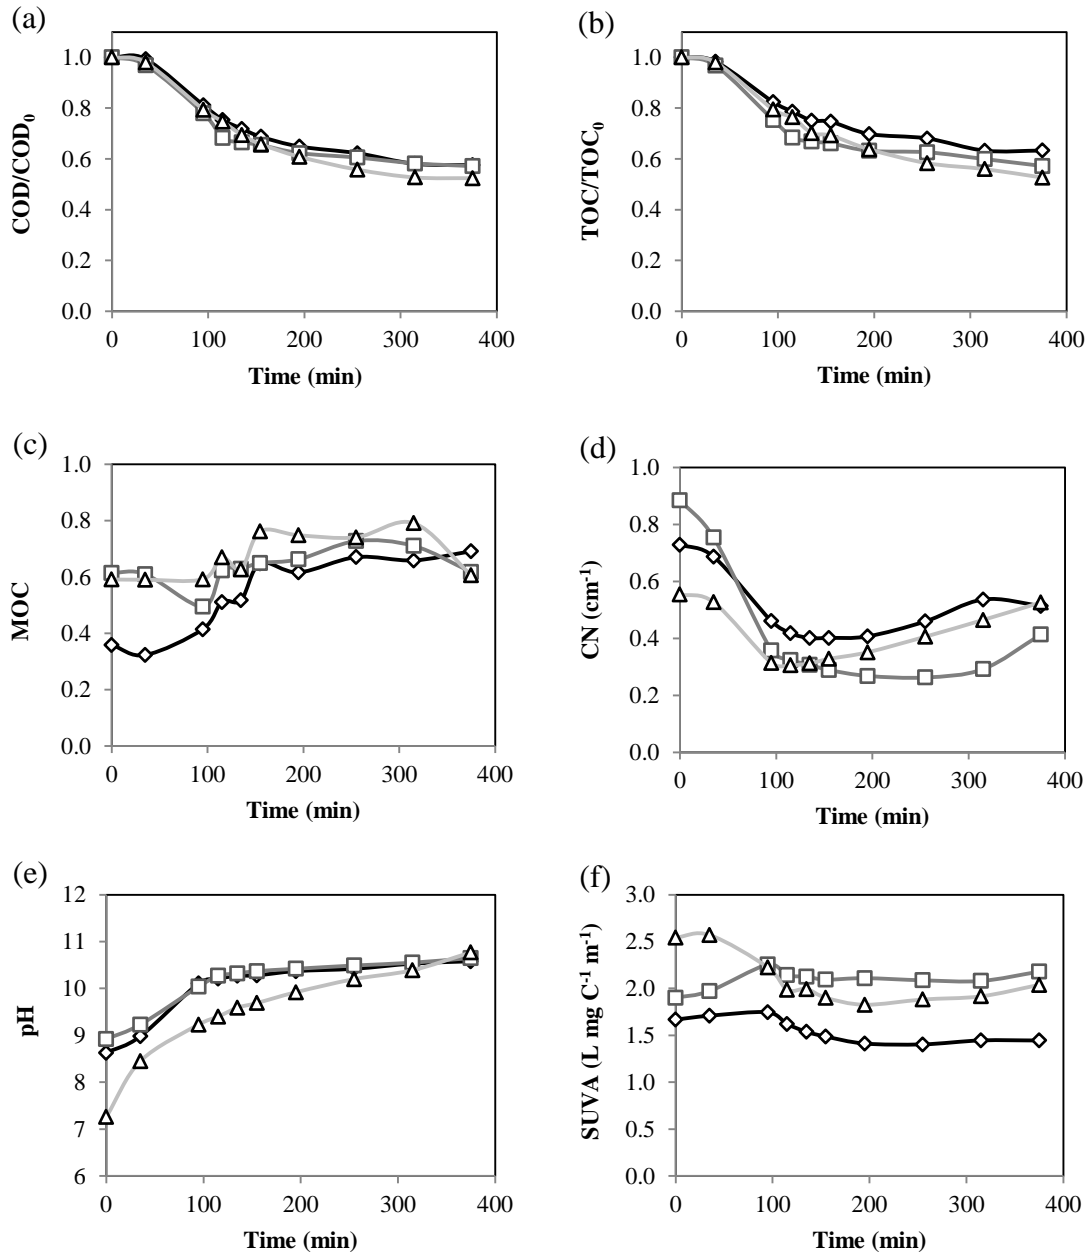 (a)
1.0
0.8
0.6
0.4
0.2
0.0
COD/COD₀
0 100 200 300 400
Time (min)
(b)
1.0
0.8
0.6
0.4
0.2
0.0
TOC/TOC₀
0 100 200 300 400
Time (min)
(c)
1.0
0.8
0.6
0.4
0.2
0.0
MOC
0 100 200 300 400
Time (min)
(d)
1.0
0.8
0.6
0.4
0.2
0.0
CN (cm⁻¹)
0 100 200 300 400
Time (min)
(e)
12
11
10
9
8
7
6
pH
0 100 200 300 400
Time (min)
(f)
3.0
2.5
2.0
1.5
1.0
0.5
0.0
SUVA (L mg C⁻¹ m⁻¹)
0 100 200 300 400
Time (min)